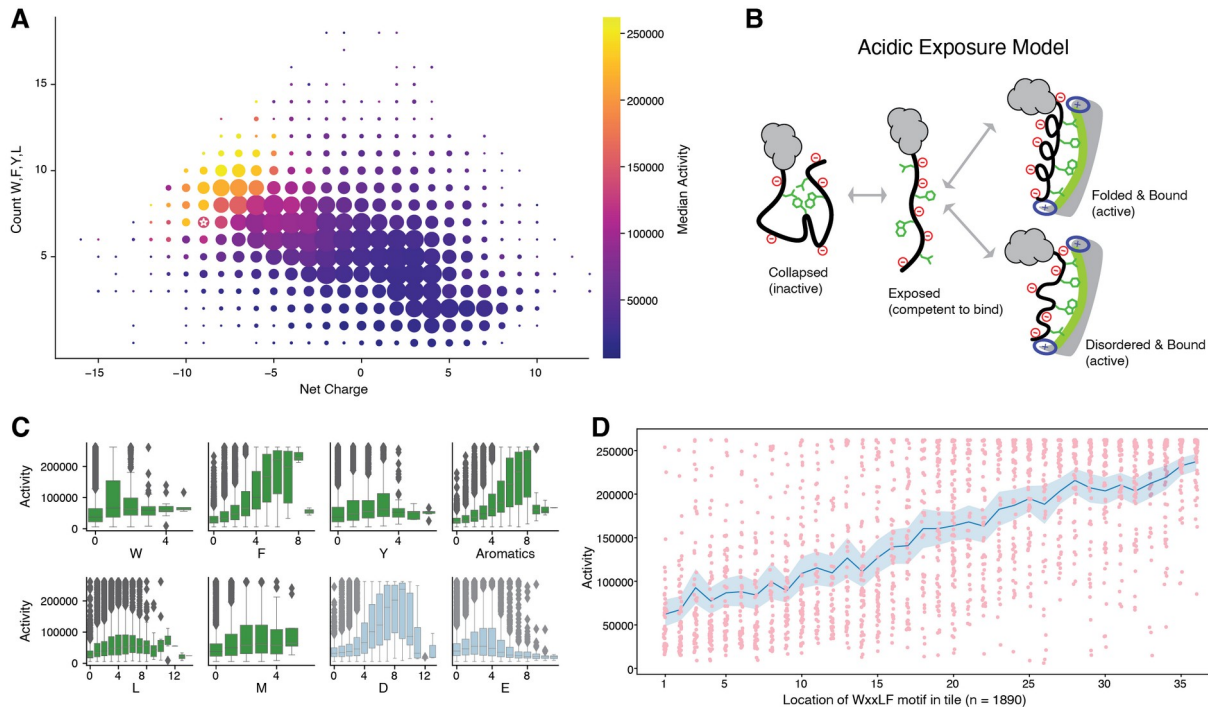 A
Count W, F, Y, L
15
10
5
−15
−10
−5
0
5
10
Net Charge
250000
200000
150000
100000
50000
Median Activity
B
Acidic Exposure Model
Collapsed
(inactive)
Exposed
(competent to bind)
Folded & Bound
(active)
Disordered & Bound
(active)
C
Activity
200000
100000
0
0
4
W
0
8
F
0
4
Y
0
8
Aromatics
Activity
200000
100000
0
0
4
8
12
L
0
4
M
0
4
8
12
D
0
4
8
E
D
Activity
250000
200000
150000
100000
50000
0
1
5
10
15
20
25
30
35
Location of WxxLF motif in tile (n = 1890)